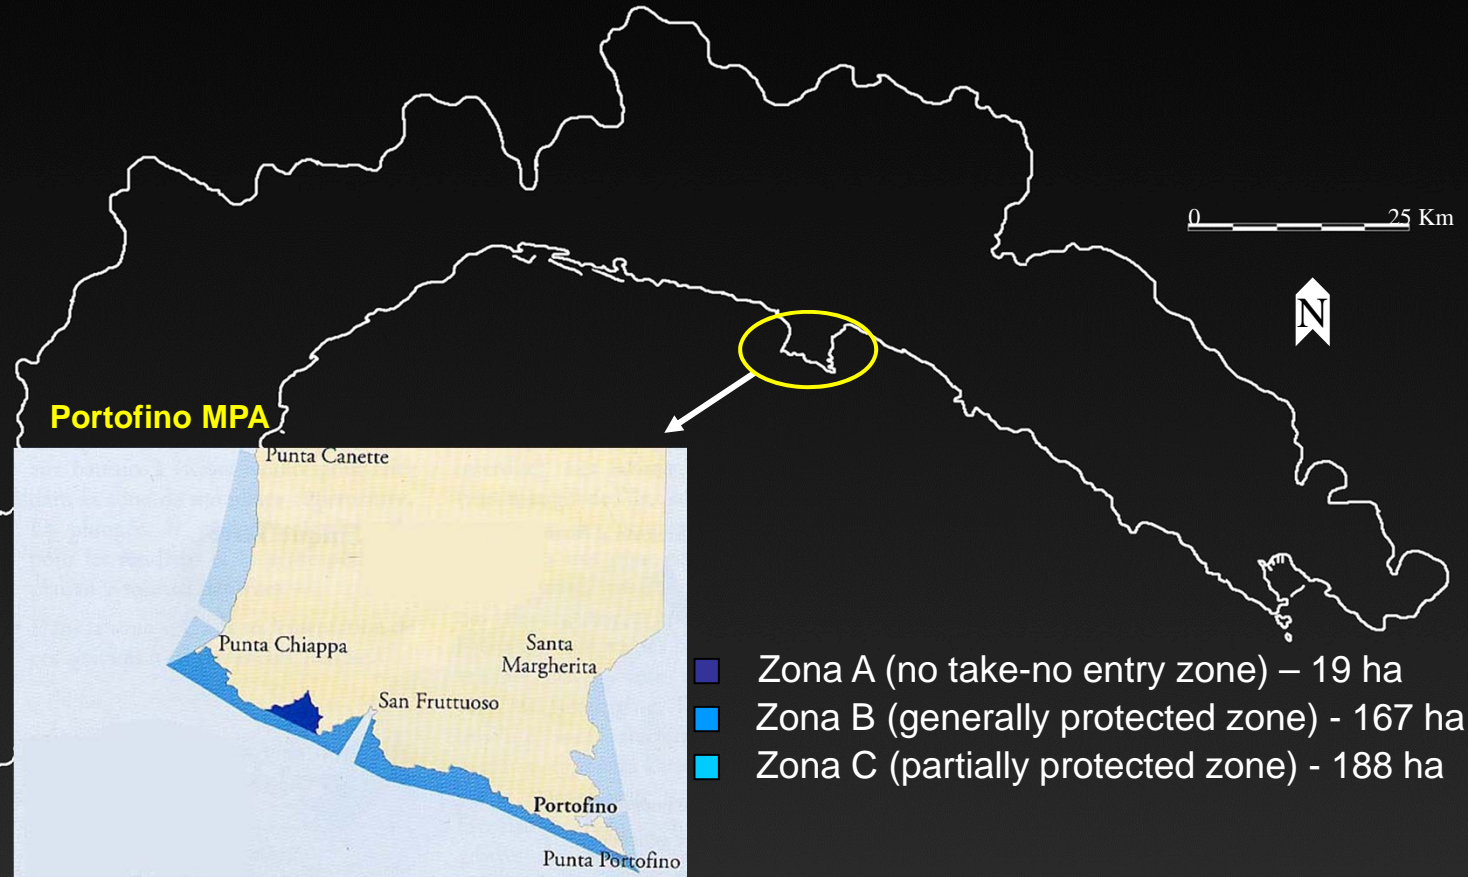 0 25 Km
N
Portofino MPA
Punta Canette
Punta Chiappa
Santa
Margherita
San Fruttuoso
Portofino
Punta Portofino
Zona A (no take-no entry zone) – 19 ha
Zona B (generally protected zone) - 167 ha
Zona C (partially protected zone) - 188 ha